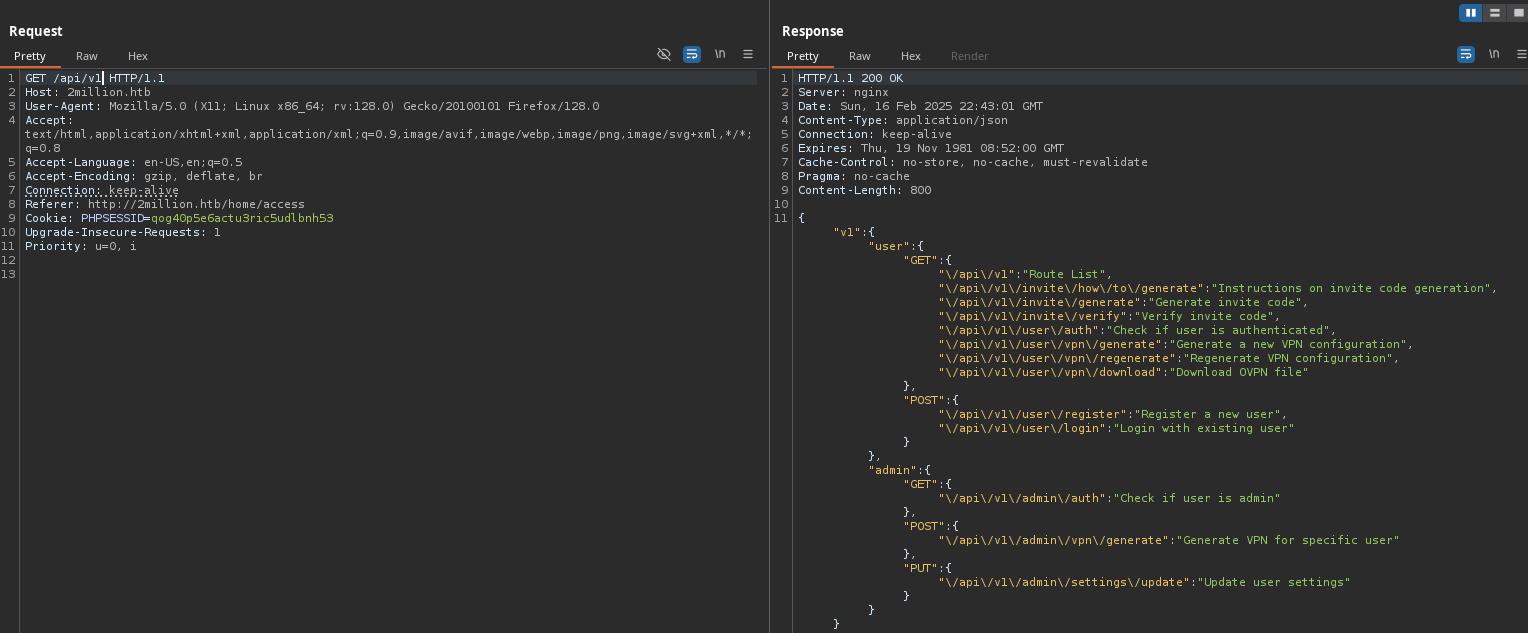 Request
Pretty Raw Hex
\n
1 GET /api/v1 HTTP/1.1
2 Host: 2million.htb
3 User-Agent: Mozilla/5.0 (X11; Linux x86_64; rv:128.0) Gecko/20100101 Firefox/128.0
4 Accept:
text/html,application/xhtml+xml,application/xml;q=0.9,image/avif,image/webp,image/png,image/svg+xml,*/*;
q=0.8
5 Accept-Language: en-US,en;q=0.5
6 Accept-Encoding: gzip, deflate, br
7 Connection: keep-alive
8 Referer: http://2million.htb/home/access
9 Cookie: PHPSESSID=qog40p5e6actu3ric5udlbnh53
10 Upgrade-Insecure-Requests: 1
11 Priority: u=0, i
12
13
Response
Pretty Raw Hex Render
\n
1 HTTP/1.1 200 OK
2 Server: nginx
3 Date: Sun, 16 Feb 2025 22:43:01 GMT
4 Content-Type: application/json
5 Connection: keep-alive
6 Expires: Thu, 19 Nov 1981 08:52:00 GMT
7 Cache-Control: no-store, no-cache, must-revalidate
8 Pragma: no-cache
9 Content-Length: 800
10
11 {
"v1":{
"user":{
"GET":{
"\/api\/v1":"Route List",
"\/api\/v1\/invite\/how\/to\/generate":"Instructions on invite code generation",
"\/api\/v1\/invite\/generate":"Generate invite code",
"\/api\/v1\/invite\/verify":"Verify invite code",
"\/api\/v1\/user\/auth":"Check if user is authenticated",
"\/api\/v1\/user\/vpn\/generate":"Generate a new VPN configuration",
"\/api\/v1\/user\/vpn\/regenerate":"Regenerate VPN configuration",
"\/api\/v1\/user\/vpn\/download":"Download OVPN file"
},
"POST":{
"\/api\/v1\/user\/register":"Register a new user",
"\/api\/v1\/user\/login":"Login with existing user"
}
},
"admin":{
"GET":{
"\/api\/v1\/admin\/auth":"Check if user is admin"
},
"POST":{
"\/api\/v1\/admin\/vpn\/generate":"Generate VPN for specific user"
},
"PUT":{
"\/api\/v1\/admin\/settings\/update":"Update user settings"
}
}
}